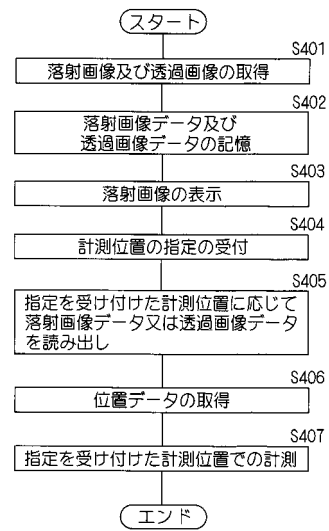 スタート
S401
落射画像及び透過画像の取得
S402
落射画像データ及び
透過画像データの記憶
S403
落射画像の表示
S404
計測位置の指定の受付
S405
指定を受け付けた計測位置に応じて
落射画像データ又は透過画像データ
を読み出し
S406
位置データの取得
S407
指定を受け付けた計測位置での計測
エンド